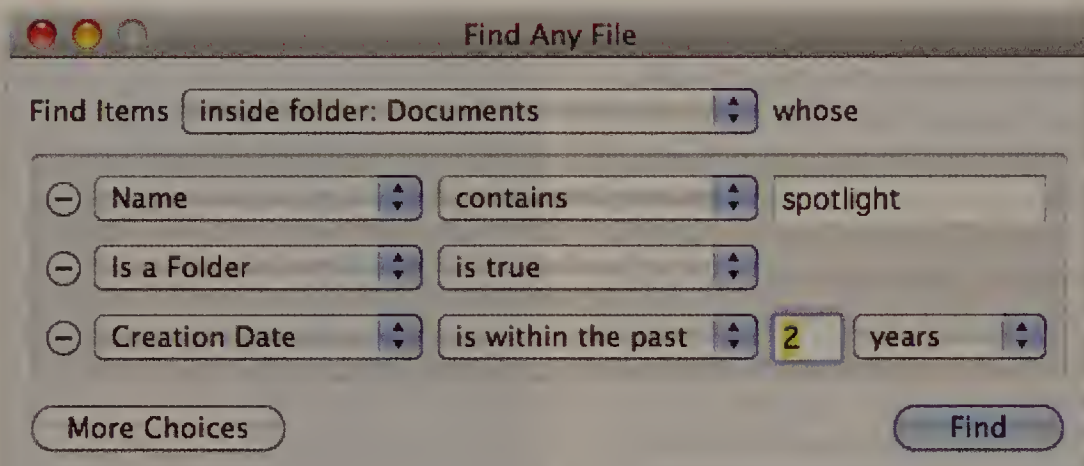 Find Any File
Find Items inside folder: Documents whose
Name contains spotlight
Is a Folder is true
Creation Date is within the past 2 years
More Choices Find